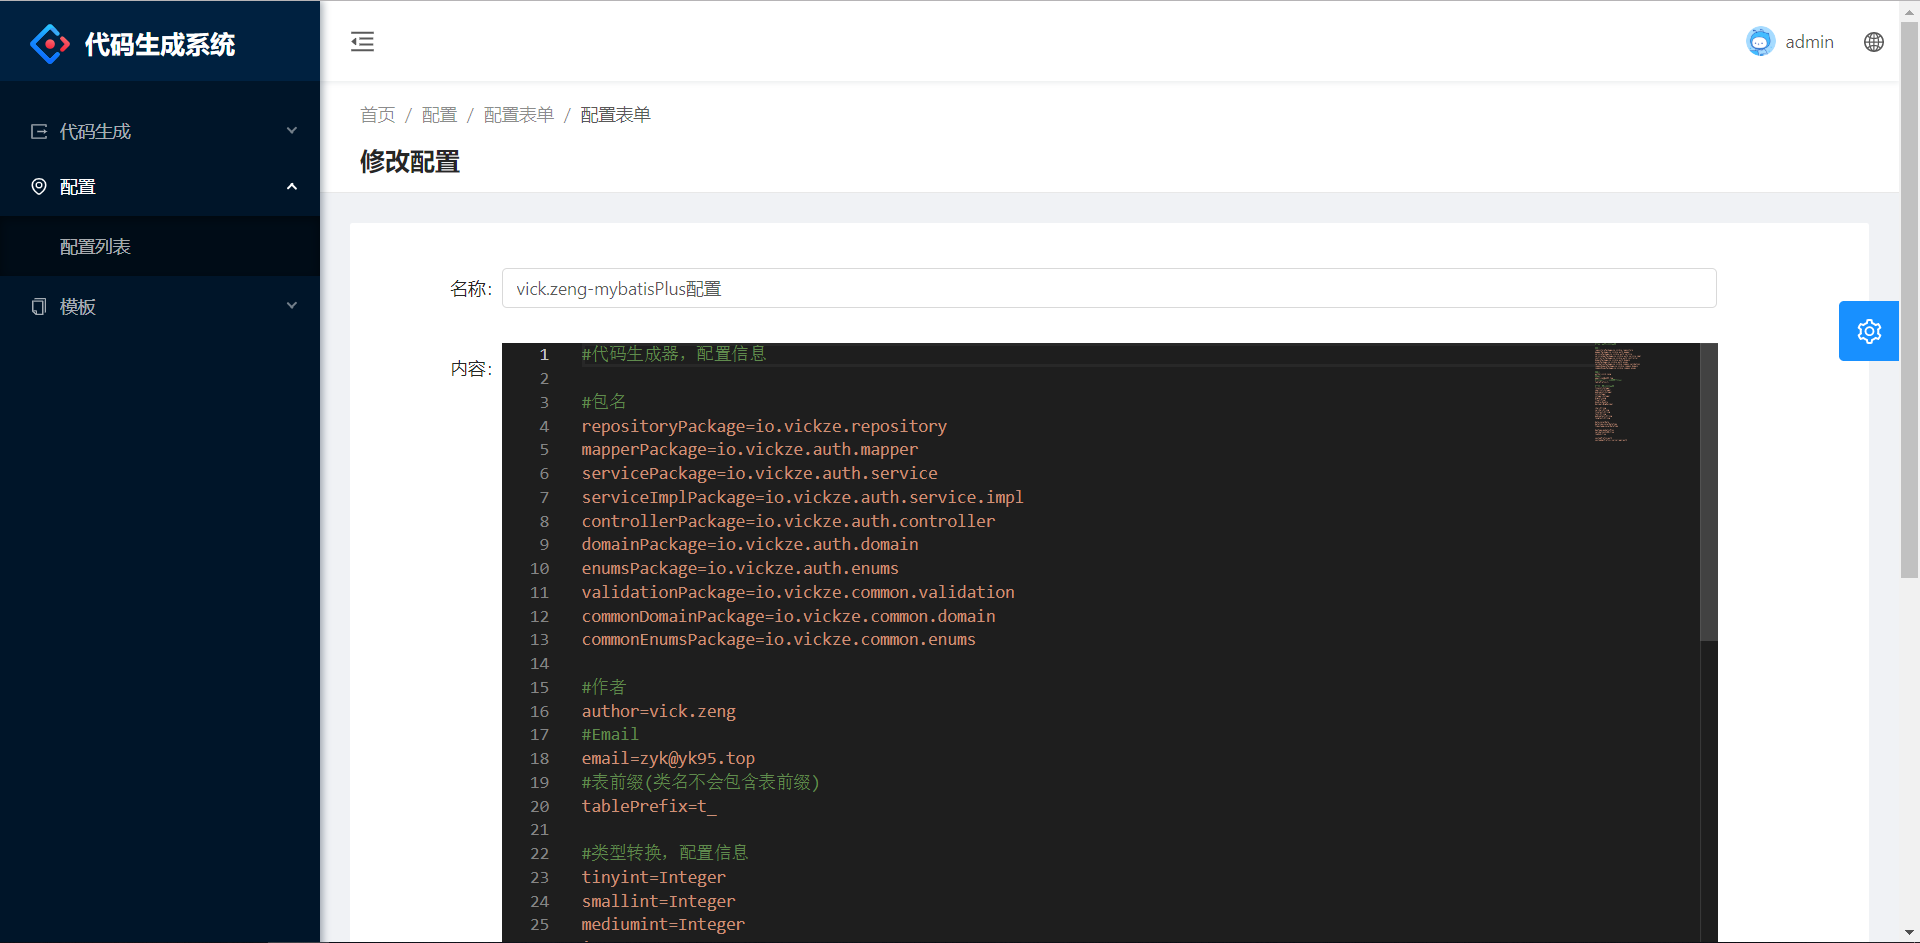 代码生成系统
admin
代码生成
配置
配置列表
模板
首页 / 配置 / 配置表单 / 配置表单
修改配置
名称: vick.zeng-mybatisPlus配置
内容:
1 #代码生成器，配置信息
2
3 #包名
4 repositoryPackage=io.vickze.repository
5 mapperPackage=io.vickze.auth.mapper
6 servicePackage=io.vickze.auth.service
7 serviceImplPackage=io.vickze.auth.service.impl
8 controllerPackage=io.vickze.auth.controller
9 domainPackage=io.vickze.auth.domain
10 enumsPackage=io.vickze.auth.enums
11 validationPackage=io.vickze.common.validation
12 commonDomainPackage=io.vickze.common.domain
13 commonEnumsPackage=io.vickze.common.enums
14
15 #作者
16 author=vick.zeng
17 #Email
18 email=zyk@yk95.top
19 #表前缀(类名不会包含表前缀)
20 tablePrefix=t_
21
22 #类型转换，配置信息
23 tinyint=Integer
24 smallint=Integer
25 mediumint=Integer